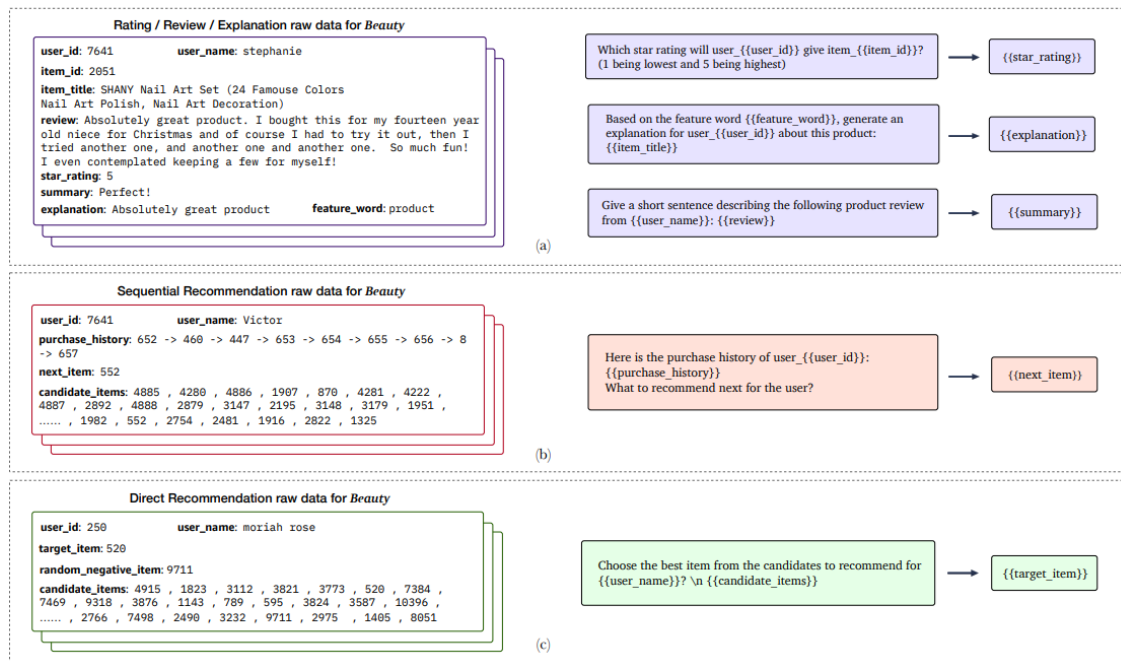 Rating / Review / Explanation raw data for Beauty
user_id: 7641 user_name: stephanie
item_id: 2051
item_title: SHANY Nail Art Set (24 Famouse Colors
Nail Art Polish, Nail Art Decoration)
review: Absolutely great product. I bought this for my fourteen year
old niece for Christmas and of course I had to try it out, then I
tried another one, and another one and another one. So much fun!
I even contemplated keeping a few for myself!
star_rating: 5
summary: Perfect!
explanation: Absolutely great product feature_word: product
Which star rating will user_{{user_id}} give item_{{item_id}}?
(1 being lowest and 5 being highest)
{{star_rating}}
Based on the feature word {{feature_word}}, generate an
explanation for user_{{user_id}} about this product:
{{item_title}}
{{explanation}}
Give a short sentence describing the following product review
from {{user_name}}: {{review}}
{{summary}}
(a)
Sequential Recommendation raw data for Beauty
user_id: 7641 user_name: Victor
purchase_history: 652 -> 460 -> 447 -> 653 -> 654 -> 655 -> 656 -> 8
-> 657
next_item: 552
candidate_items: 4885 , 4280 , 4886 , 1907 , 870 , 4281 , 4222 ,
4887 , 2892 , 4888 , 2879 , 3147 , 2195 , 3148 , 3179 , 1951 ,
...... , 1982 , 552 , 2754 , 2481 , 1916 , 2822 , 1325
Here is the purchase history of user_{{user_id}}:
{{purchase_history}}
What to recommend next for the user?
{{next_item}}
(b)
Direct Recommendation raw data for Beauty
user_id: 250 user_name: moriah rose
target_item: 520
random_negative_item: 9711
candidate_items: 4915 , 1823 , 3112 , 3821 , 3773 , 520 , 7384 ,
7469 , 9318 , 3876 , 1143 , 789 , 595 , 3824 , 3587 , 10396 ,
...... , 2766 , 7498 , 2490 , 3232 , 9711 , 2975 , 1405 , 8051
Choose the best item from the candidates to recommend for
{{user_name}}? \n {{candidate_items}}
{{target_item}}
(c)